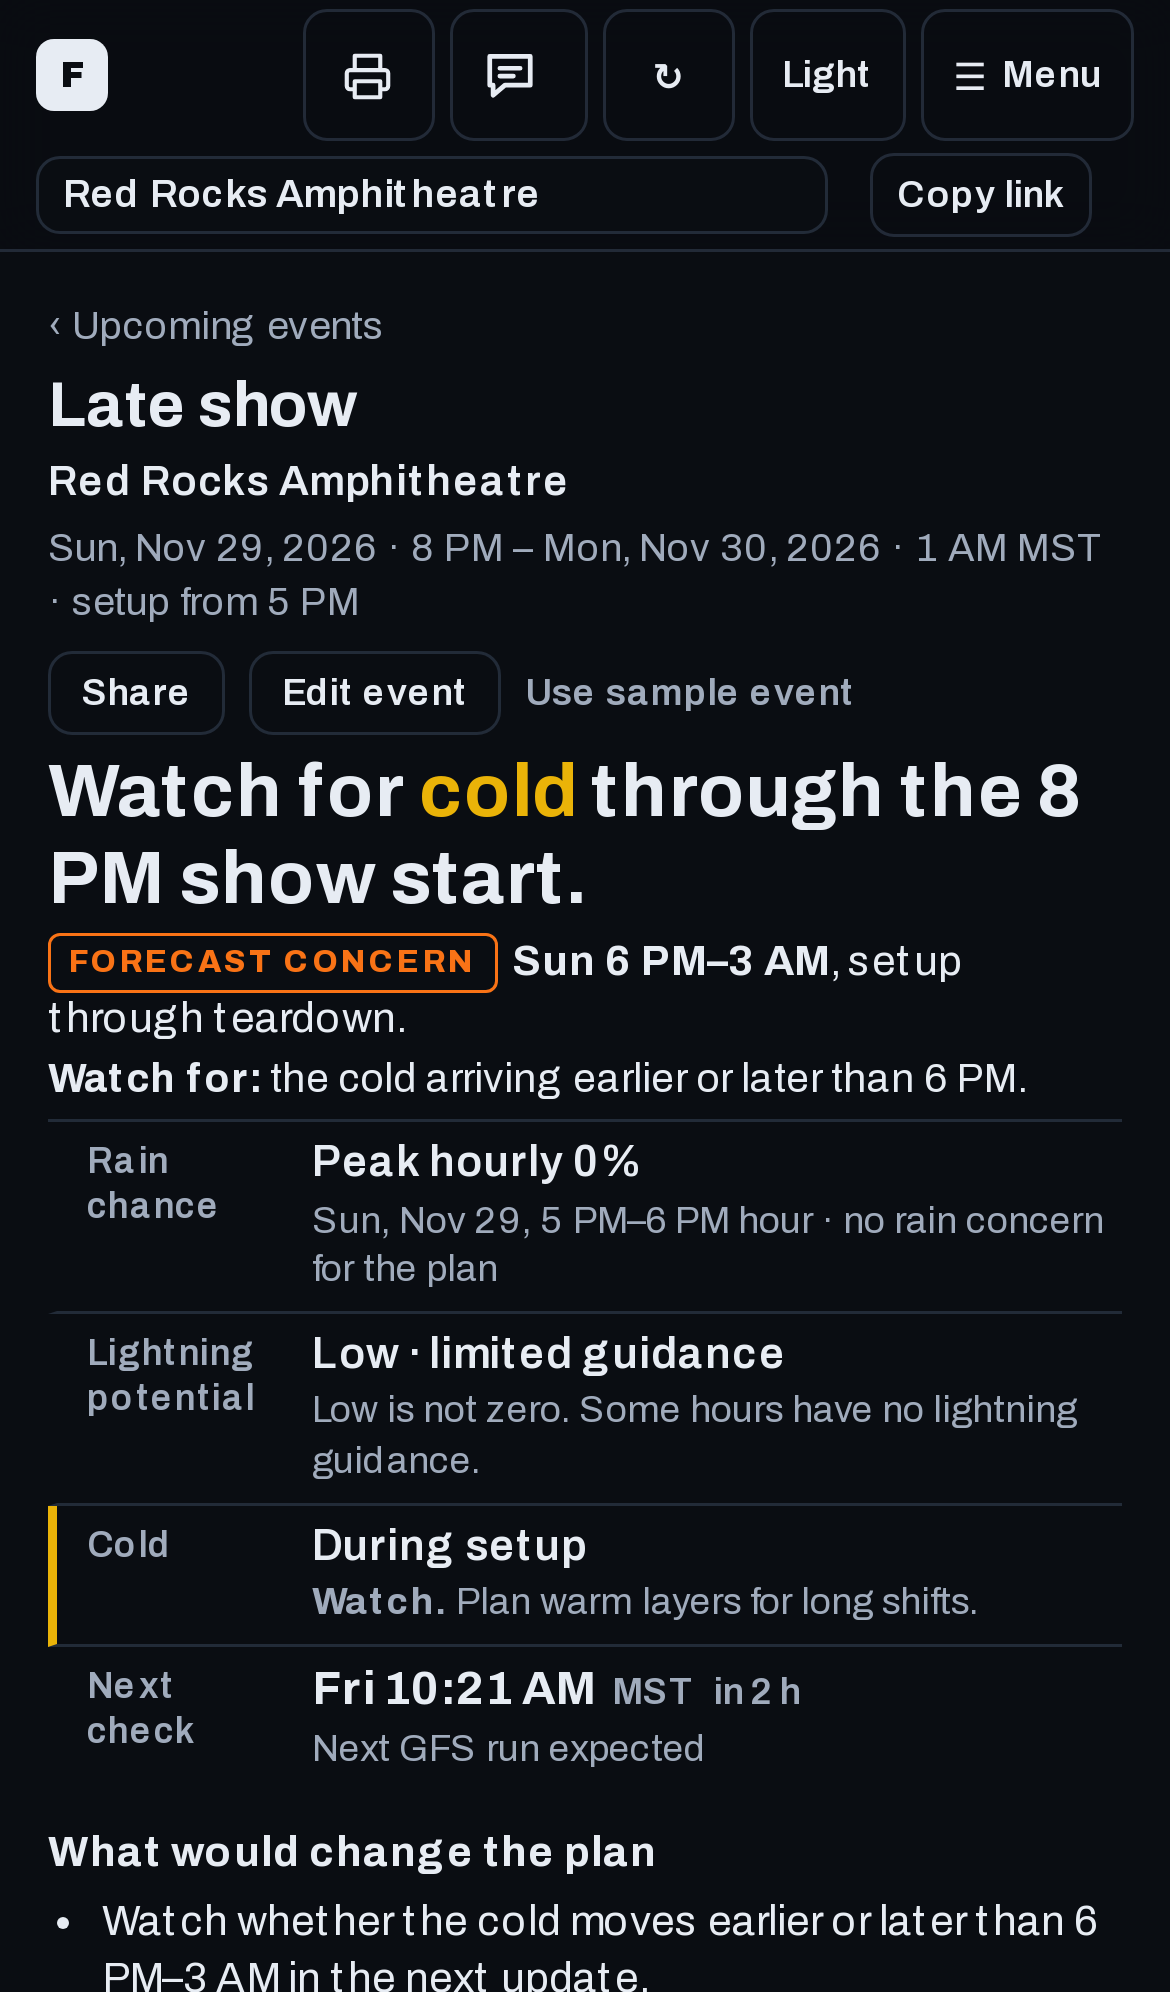 F
↻
Light
☰ Menu
Red Rocks Amphitheatre
Copy link
‹ Upcoming events
Late show
Red Rocks Amphitheatre
Sun, Nov 29, 2026 · 8 PM – Mon, Nov 30, 2026 · 1 AM MST
· setup from 5 PM
Share
Edit event
Use sample event
Watch for cold through the 8
PM show start.
FORECAST CONCERN Sun 6 PM–3 AM, setup
through teardown.
Watch for: the cold arriving earlier or later than 6 PM.
Rain
chance
Peak hourly 0%
Sun, Nov 29, 5 PM–6 PM hour · no rain concern
for the plan
Lightning
potential
Low · limited guidance
Low is not zero. Some hours have no lightning
guidance.
Cold
During setup
Watch. Plan warm layers for long shifts.
Next
check
Fri 10:21 AM MST in 2 h
Next GFS run expected
What would change the plan
• Watch whether the cold moves earlier or later than 6
PM–3 AM in the next update.